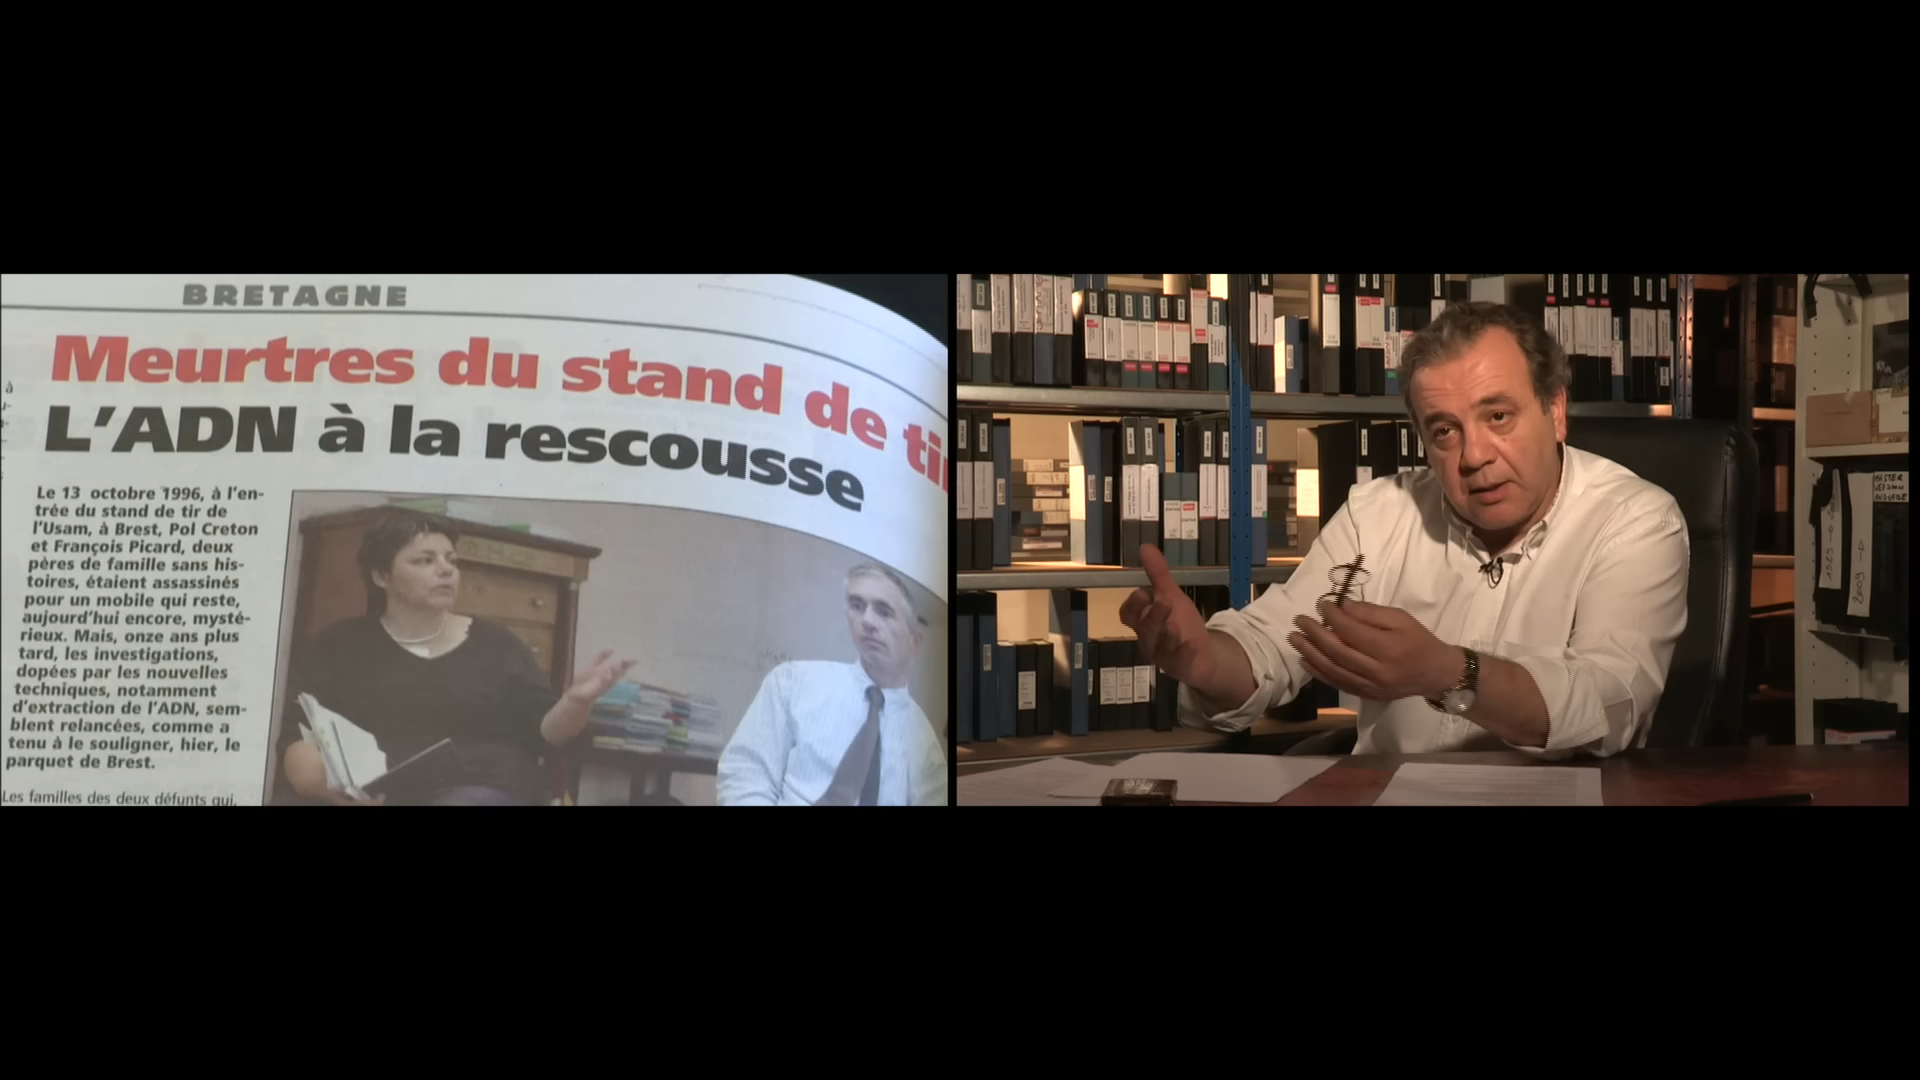 BRETAGNE
Meurtres du stand de tir
L'ADN à la rescousse
Le 13 octobre 1996, à l'en-
trée du stand de tir de
l'Usam, à Brest, Pol Creton
et François Picard, deux
pères de famille sans his-
toires, étaient assassinés
pour un mobile qui reste,
aujourd'hui encore, mysté-
rieux. Mais, onze ans plus
tard, les investigations,
dopées par les nouvelles
techniques, notamment
d'extraction de l'ADN, sem-
blent relancées, comme a
tenu à le souligner, hier, le
parquet de Brest.
Les familles des deux défunts qui,
MASTER